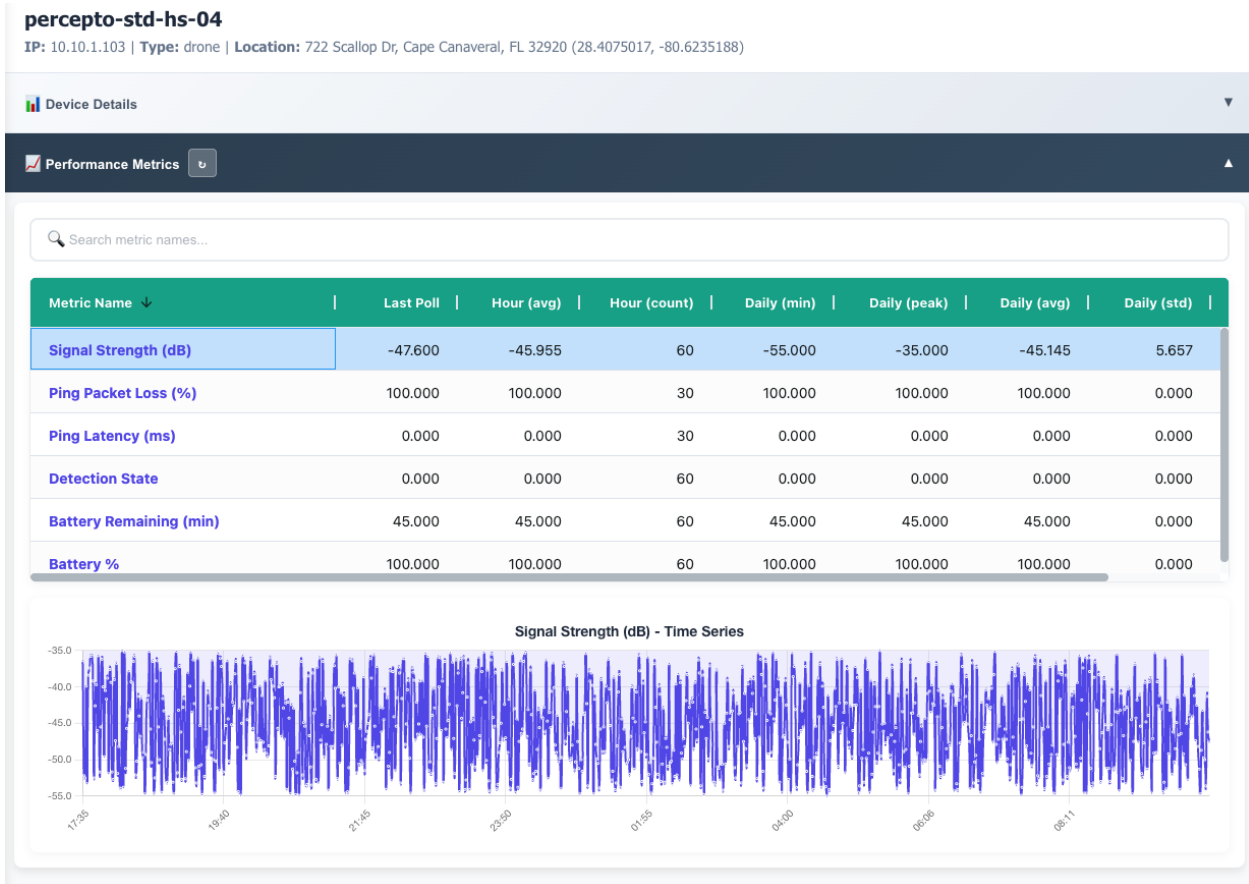 percepto-std-hs-04
IP: 10.10.1.103 | Type: drone | Location: 722 Scallop Dr, Cape Canaveral, FL 32920 (28.4075017, -80.6235188)
Device Details ▼
Performance Metrics ↻ ▲
Search metric names...
Metric Name ↓ | Last Poll | Hour (avg) | Hour (count) | Daily (min) | Daily (peak) | Daily (avg) | Daily (std) |
Signal Strength (dB) -47.600 -45.955 60 -55.000 -35.000 -45.145 5.657
Ping Packet Loss (%) 100.000 100.000 30 100.000 100.000 100.000 0.000
Ping Latency (ms) 0.000 0.000 30 0.000 0.000 0.000 0.000
Detection State 0.000 0.000 60 0.000 0.000 0.000 0.000
Battery Remaining (min) 45.000 45.000 60 45.000 45.000 45.000 0.000
Battery % 100.000 100.000 60 100.000 100.000 100.000 0.000
Signal Strength (dB) - Time Series
-35.0
-40.0
-45.0
-50.0
-55.0
17:35 19:40 21:45 23:50 01:55 04:00 06:06 08:11